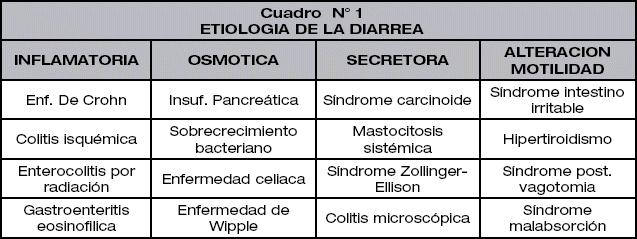 Cuadro N° 1
ETIOLOGIA DE LA DIARREA
INFLAMATORIA OSMOTICA SECRETORA ALTERACION MOTILIDAD
Enf. De Crohn Insuf. Pancreática Síndrome carcinoide Síndrome intestino irritable
Colitis isquémica Sobrecrecimiento bacteriano Mastocitosis sistémica Hipertiroidismo
Enterocolitis por radiación Enfermedad celiaca Síndrome Zollinger-Ellison Síndrome post. vagotomia
Gastroenteritis eosinofilica Enfermedad de Wipple Colitis microscópica Síndrome malabsorción